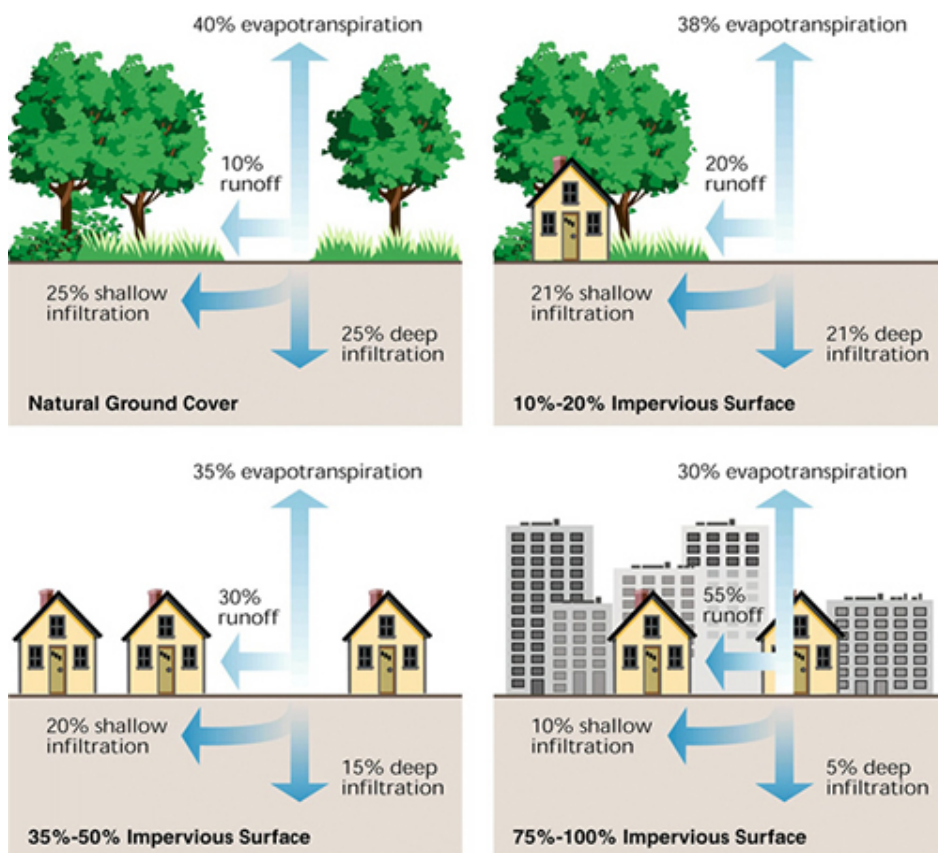 40% evapotranspiration
10%
runoff
25% shallow
infiltration
25% deep
infiltration
Natural Ground Cover
38% evapotranspiration
20%
runoff
21% shallow
infiltration
21% deep
infiltration
10%-20% Impervious Surface
35% evapotranspiration
30%
runoff
20% shallow
infiltration
15% deep
infiltration
35%-50% Impervious Surface
30% evapotranspiration
55%
runoff
10% shallow
infiltration
5% deep
infiltration
75%-100% Impervious Surface